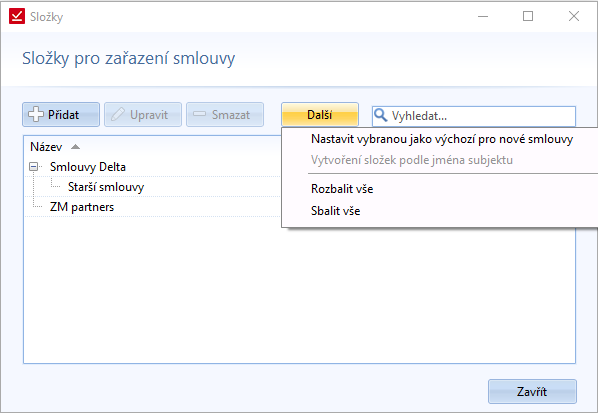 Složky
Složky pro zařazení smlouvy
Přidat Upravit Smazat Další Vyhledat...
Nastavit vybranou jako výchozí pro nové smlouvy
Vytvoření složek podle jména subjektu
Rozbalit vše
Sbalit vše
Název
Smlouvy Delta
Starší smlouvy
ZM partners
Zavřít